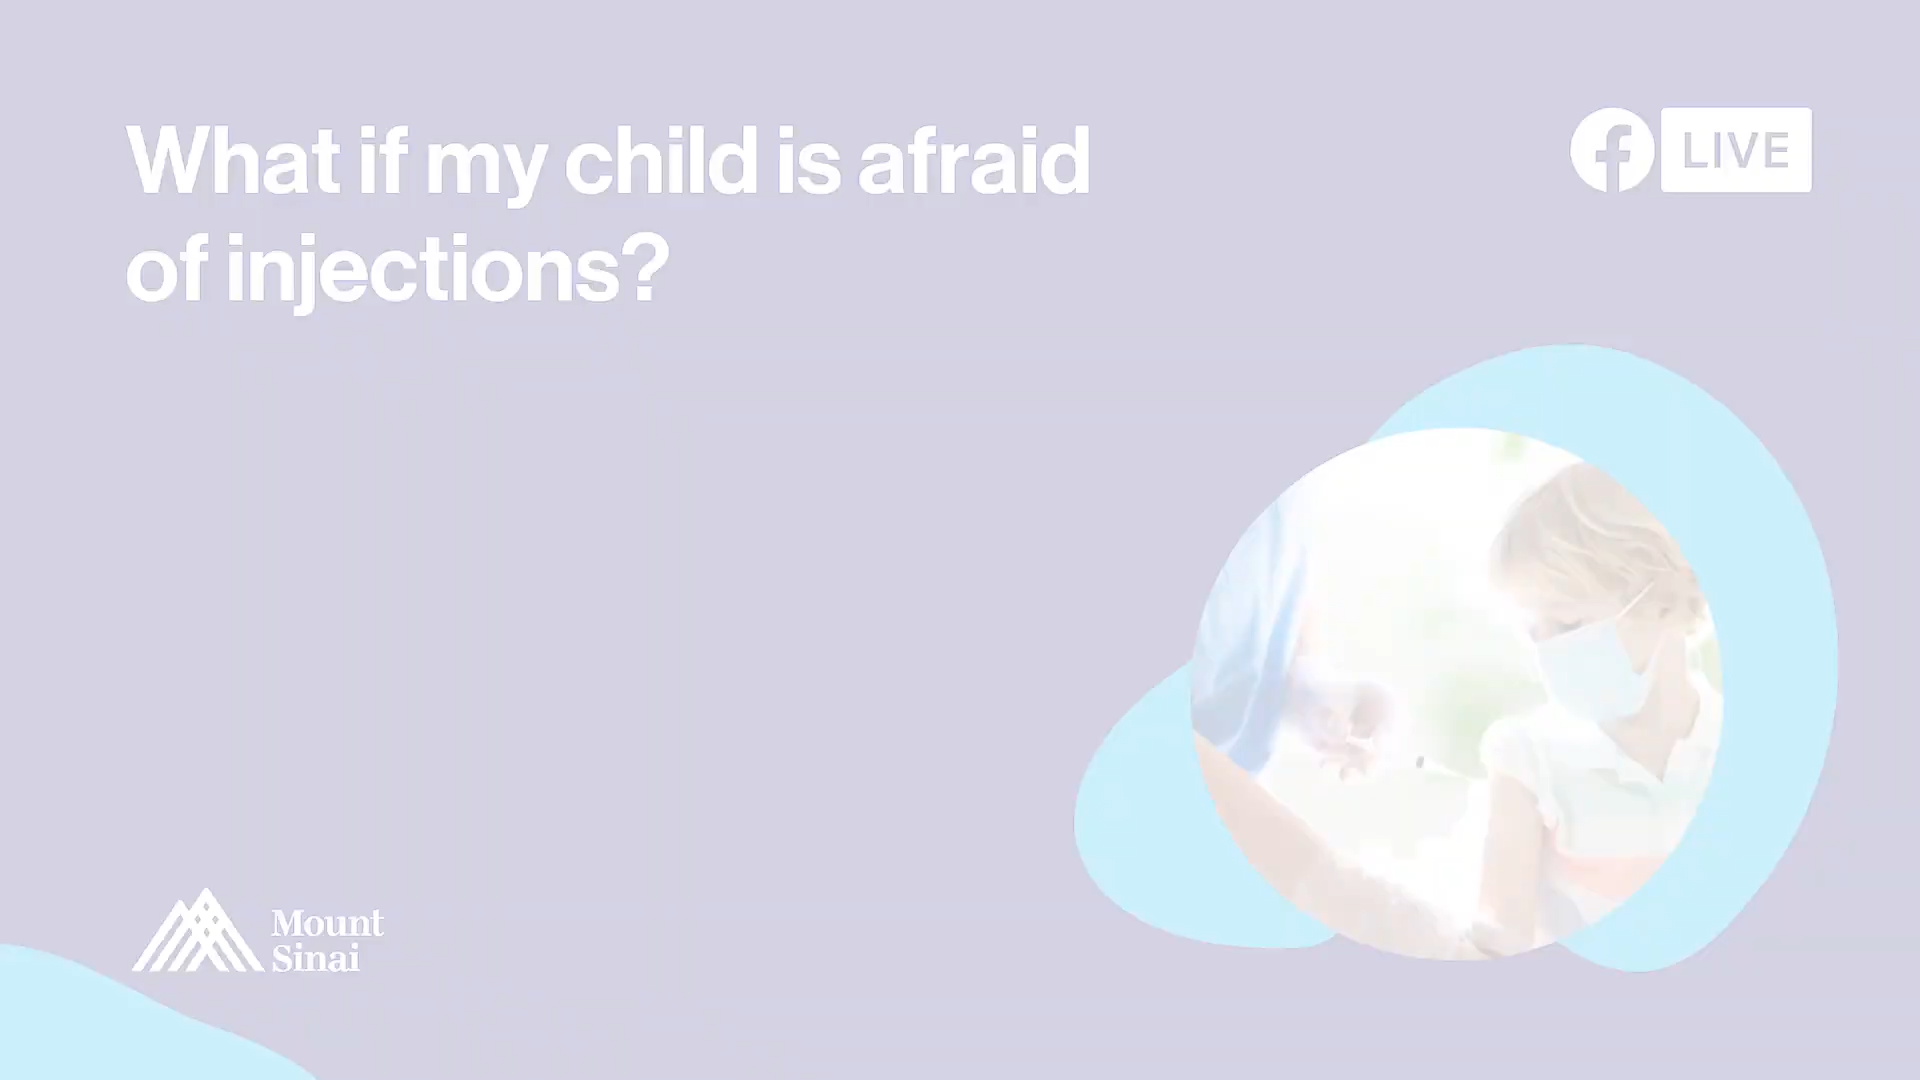 What if my child is afraid
of injections?
LIVE
Mount
Sinai